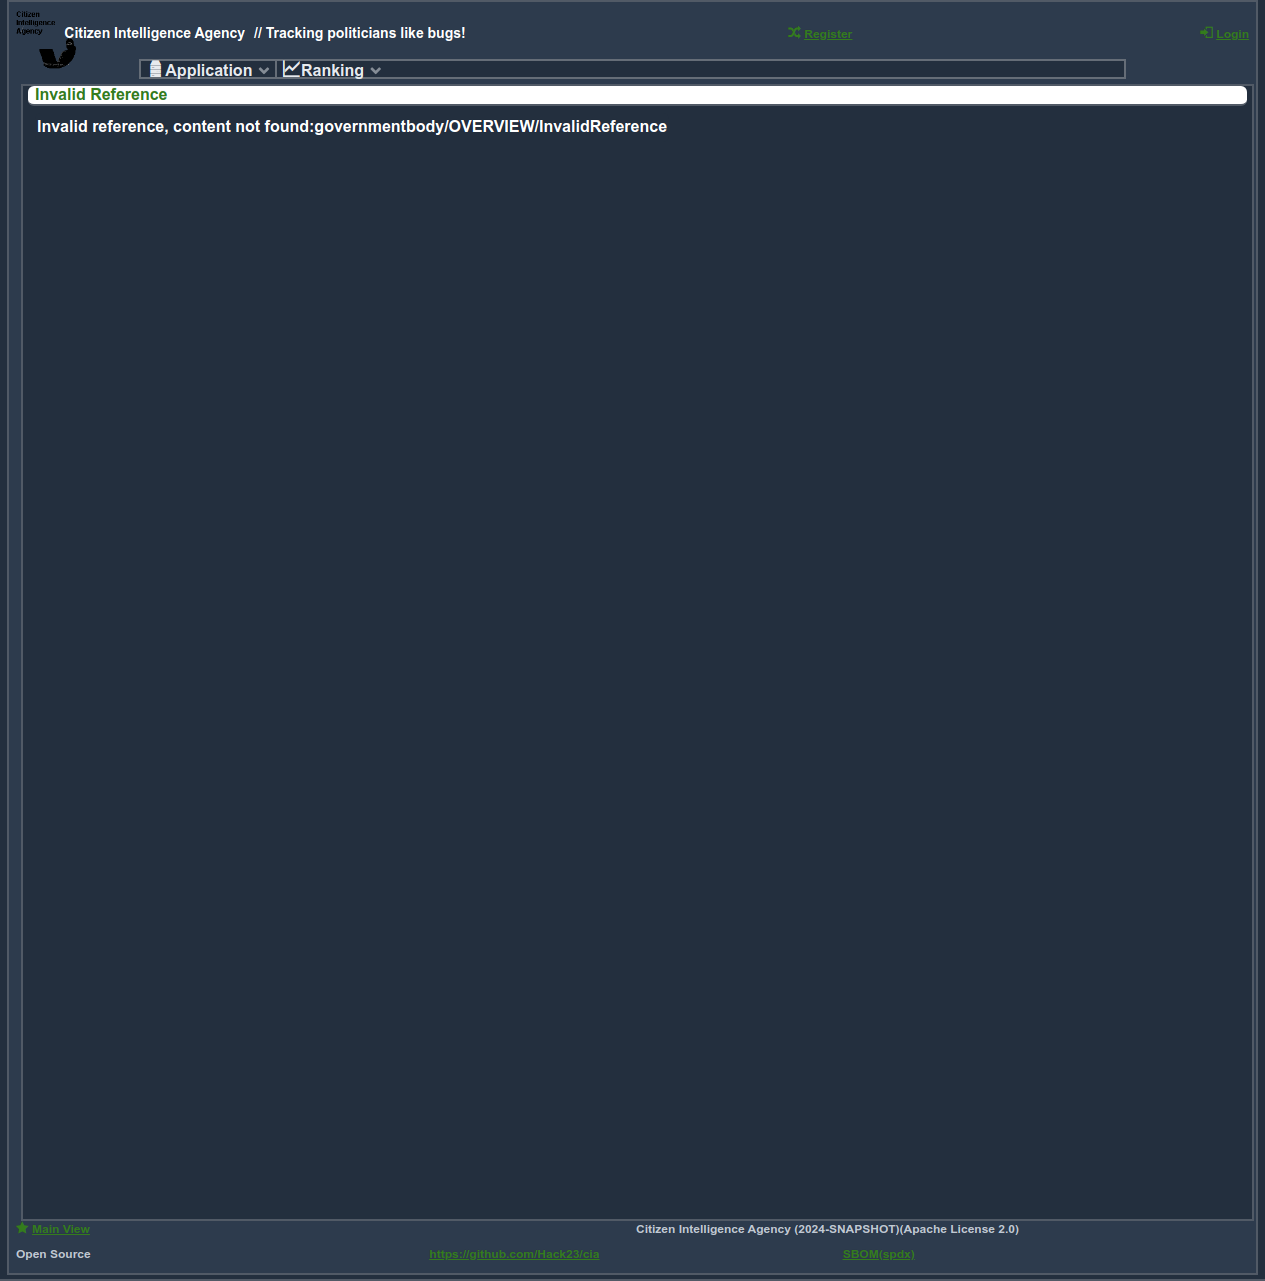 Citizen
Intelligence
Agency
Citizen Intelligence Agency // Tracking politicians like bugs!
Register
Login
Application
Ranking
Invalid Reference
Invalid reference, content not found:governmentbody/OVERVIEW/InvalidReference
Main View
Citizen Intelligence Agency (2024-SNAPSHOT)(Apache License 2.0)
Open Source
https://github.com/Hack23/cia
SBOM(spdx)